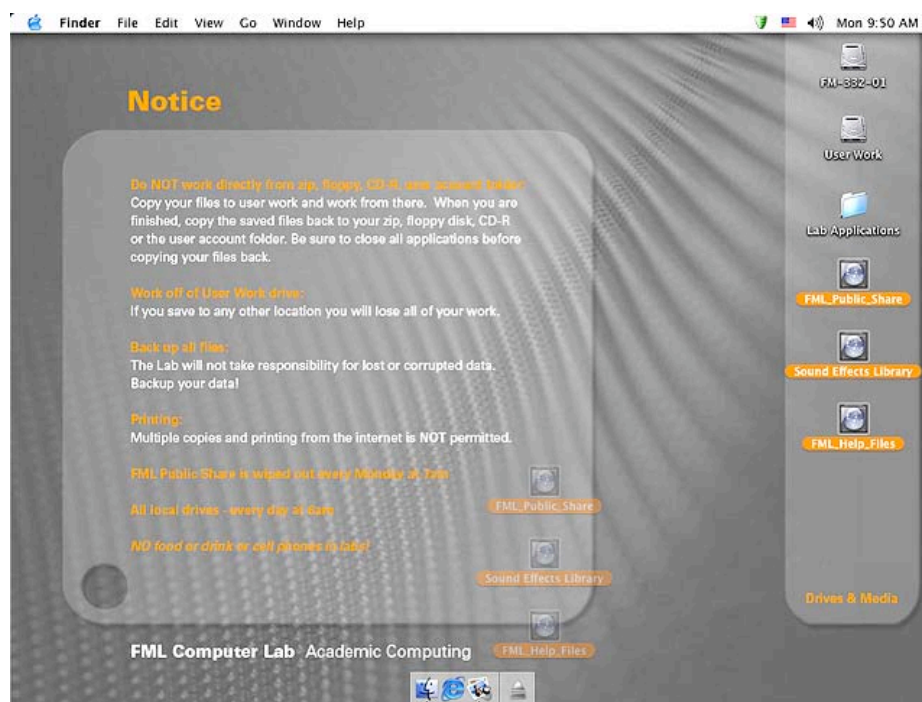 Finder File Edit View Go Window Help
Mon 9:50 AM
Notice
Do NOT work directly from zip, floppy, CD-R, user account folder:
Copy your files to user work and work from there. When you are
finished, copy the saved files back to your zip, floppy disk, CD-R
or the user account folder. Be sure to close all applications before
copying your files back.
Work off of User Work drive:
If you save to any other location you will lose all of your work.
Back up all files:
The Lab will not take responsibility for lost or corrupted data.
Backup your data!
Printing:
Multiple copies and printing from the internet is NOT permitted.
FML Public Share is wiped out every Monday at 7am
All local drives - every day at 6am
NO food or drink or cell phones in labs!
FML_Public_Share
Sound Effects Library
FML_Help_Files
FML Computer Lab Academic Computing
FM-332-01
User Work
Lab Applications
FML_Public_Share
Sound Effects Library
FML_Help_Files
Drives & Media